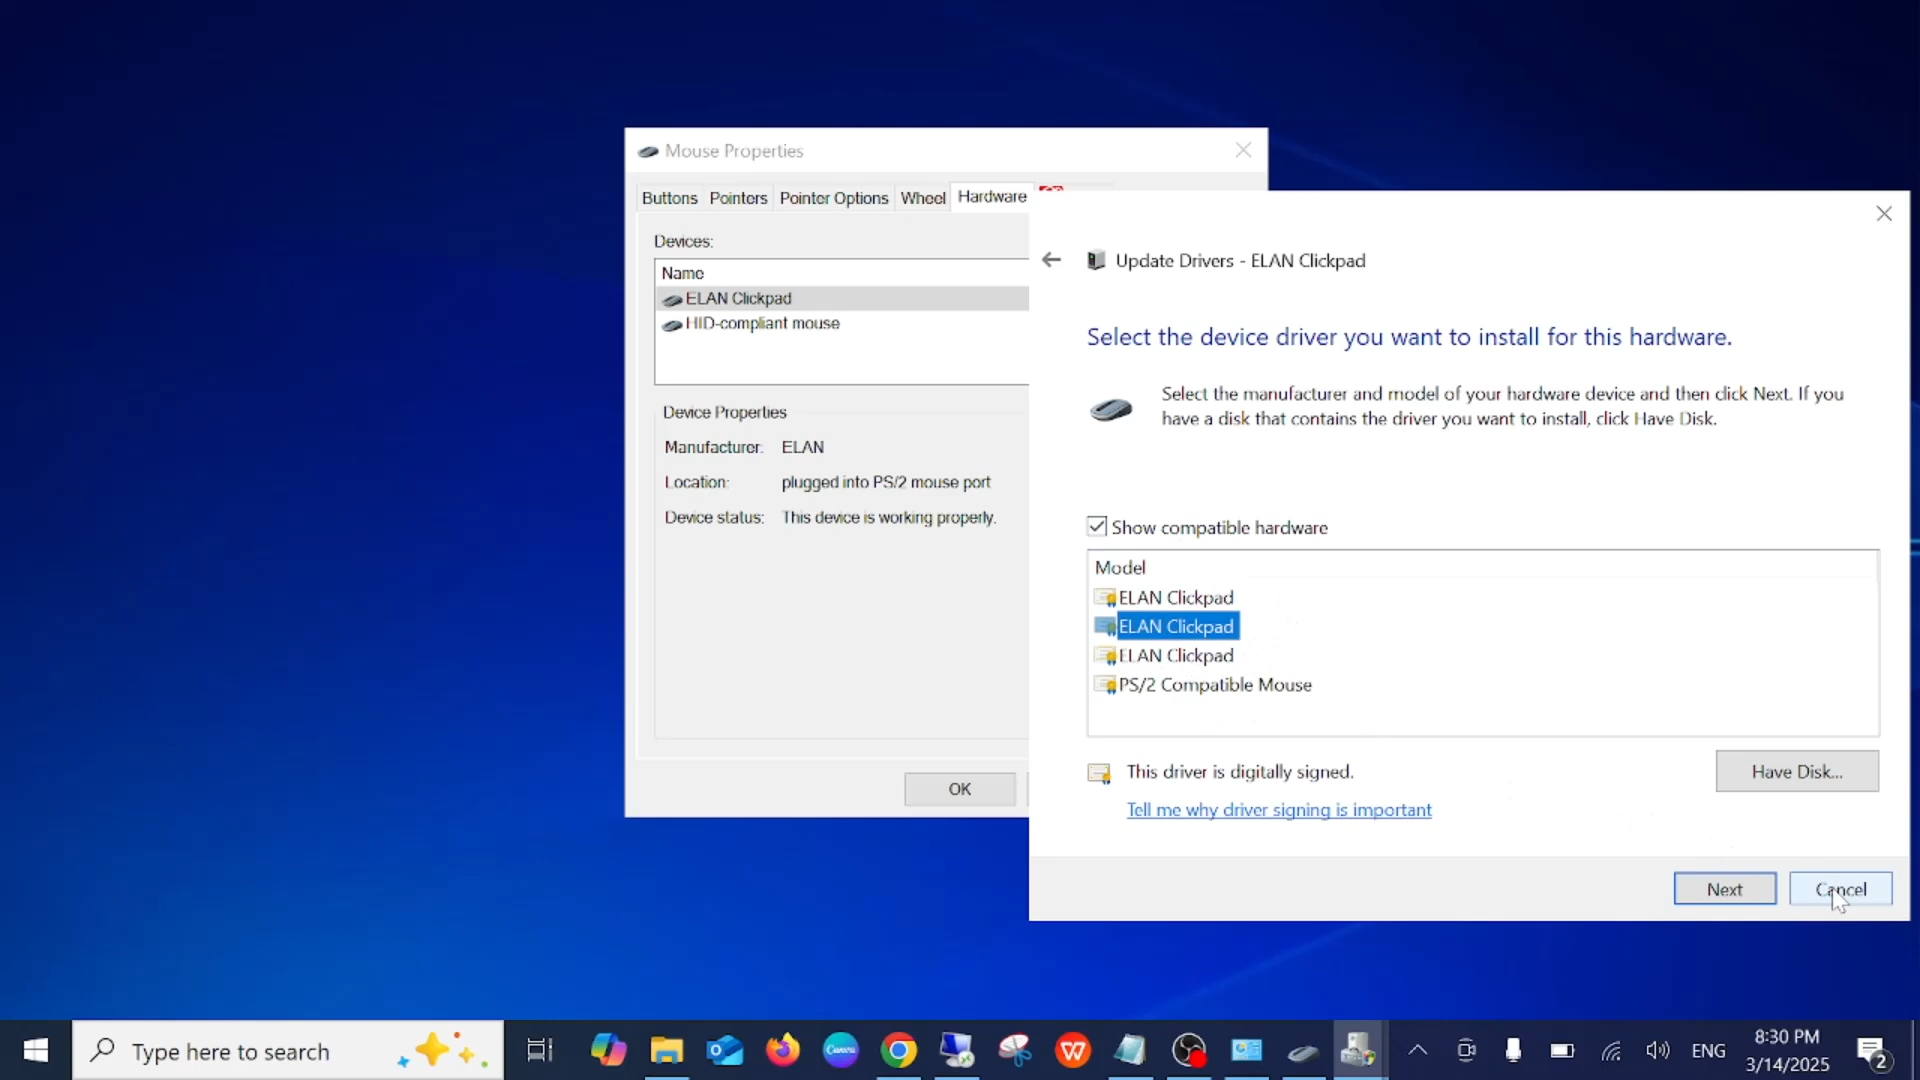 Mouse Properties
Buttons Pointers Pointer Options Wheel Hardware
Devices:
Name
ELAN Clickpad
HID-compliant mouse
Device Properties
Manufacturer: ELAN
Location: plugged into PS/2 mouse port
Device status: This device is working properly.
OK
Update Drivers - ELAN Clickpad
Select the device driver you want to install for this hardware.
Select the manufacturer and model of your hardware device and then click Next. If you
have a disk that contains the driver you want to install, click Have Disk.
Show compatible hardware
Model
ELAN Clickpad
ELAN Clickpad
ELAN Clickpad
PS/2 Compatible Mouse
This driver is digitally signed.
Have Disk...
Tell me why driver signing is important
Next Cancel
Type here to search
Canva
W
ENG
8:30 PM
3/14/2025
2